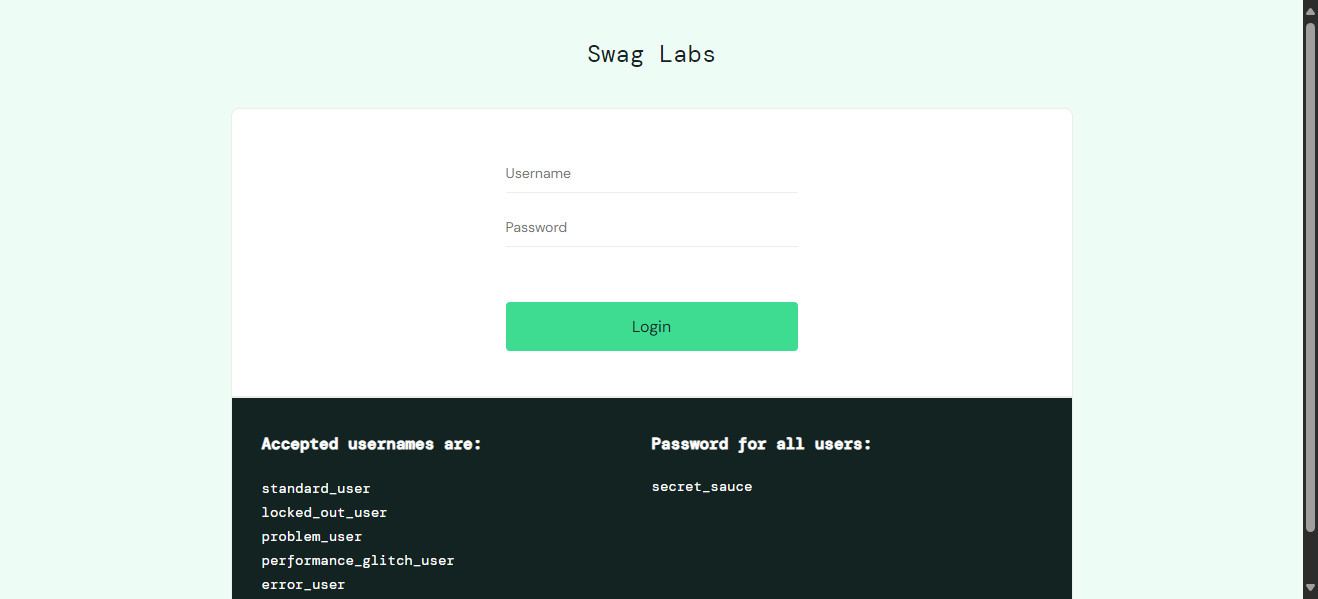 Swag Labs
Username
Password
Login
Accepted usernames are:
standard_user
locked_out_user
problem_user
performance_glitch_user
error_user
Password for all users:
secret_sauce